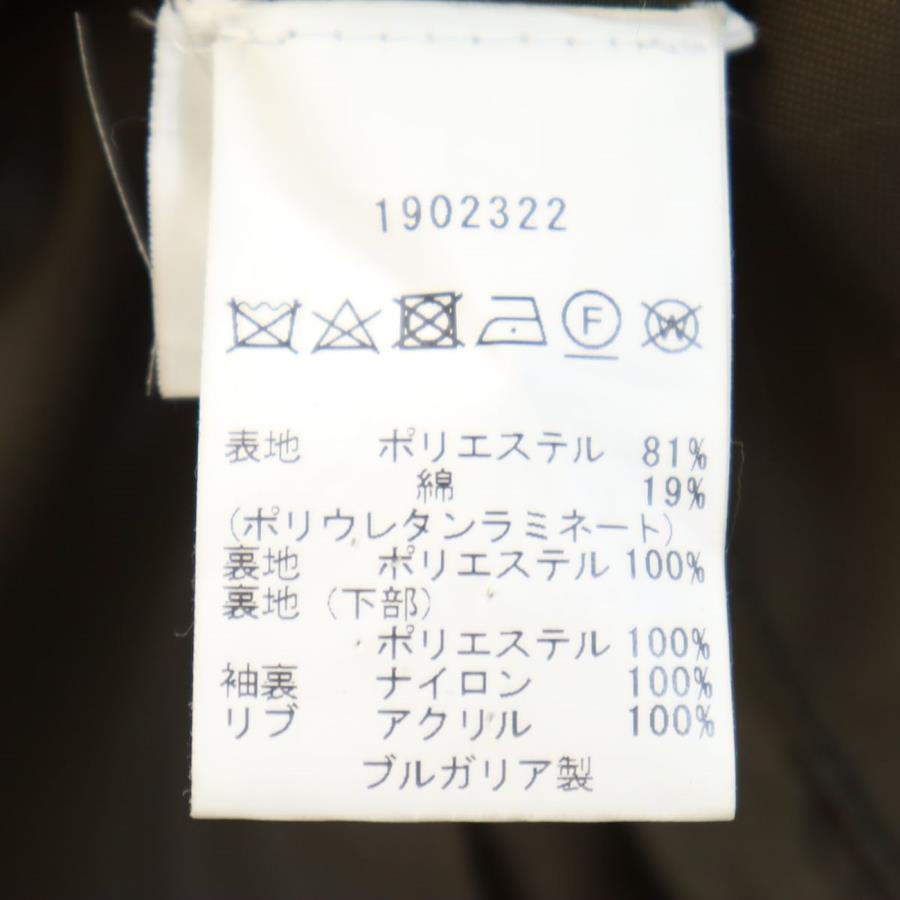 1902322
F W
表地 ポリエステル 81%
綿 19%
(ポリウレタンラミネート)
裏地 ポリエステル 100%
裏地 (下部)
ポリエステル 100%
袖裏 ナイロン 100%
リブ アクリル 100%
ブルガリア製